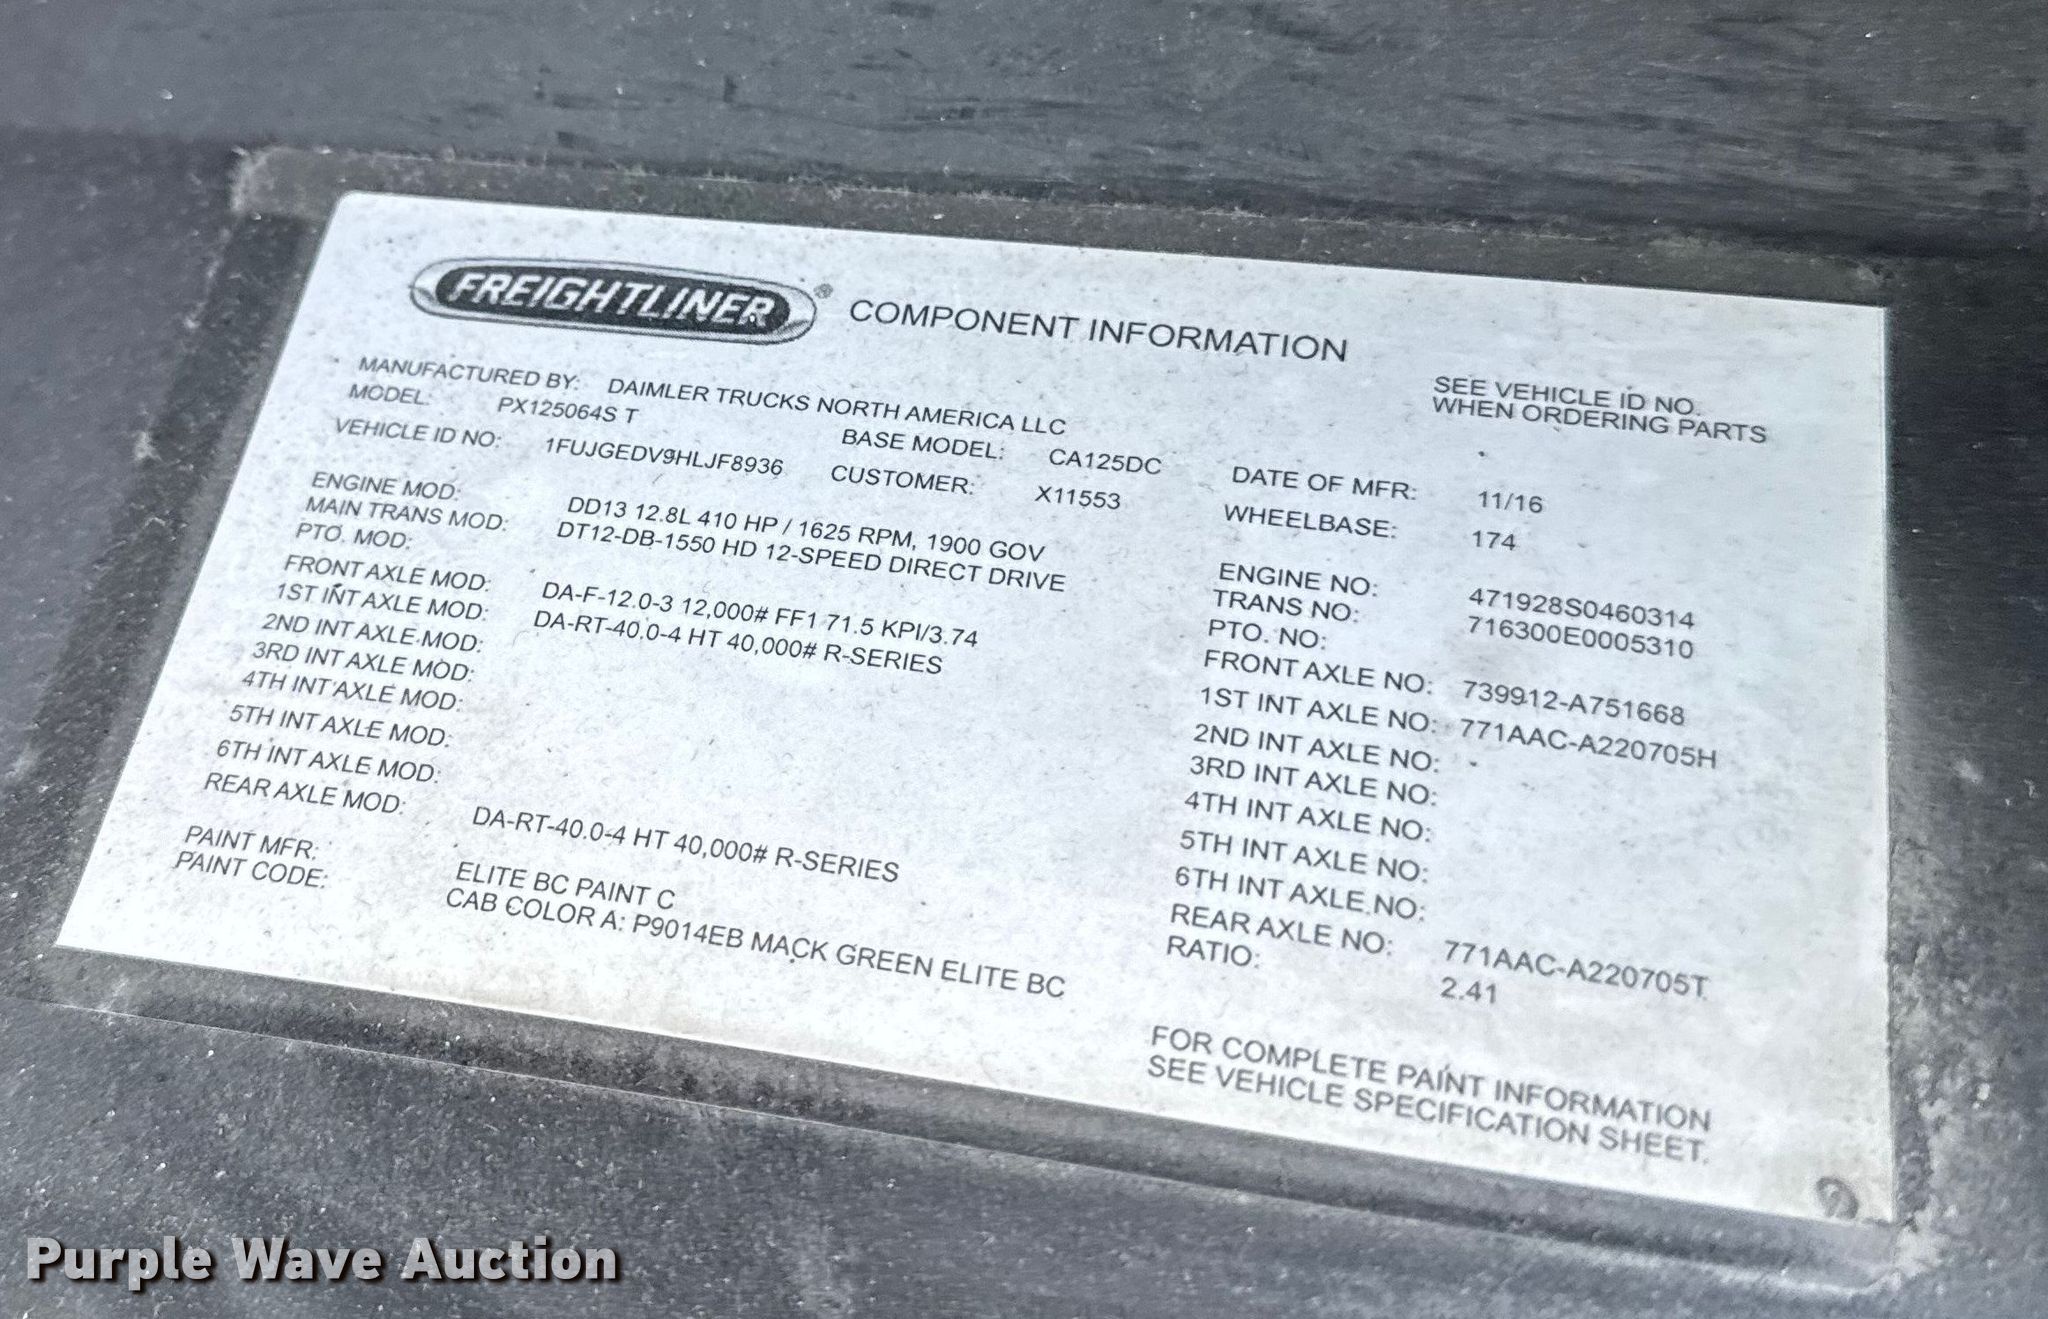 FREIGHTLINER® COMPONENT INFORMATION
SEE VEHICLE ID NO.
WHEN ORDERING PARTS
MANUFACTURED BY: DAIMLER TRUCKS NORTH AMERICA LLC
MODEL: PX125064S T BASE MODEL: CA125DC DATE OF MFR: 11/16
VEHICLE ID NO: 1FUJGEDV9HLJF8936 CUSTOMER: X11553 WHEELBASE: 174
ENGINE MOD: DD13 12.8L 410 HP / 1625 RPM, 1900 GOV ENGINE NO: 471928S0460314
MAIN TRANS MOD: DT12-DB-1550 HD 12-SPEED DIRECT DRIVE TRANS NO: 716300E0005310
PTO. MOD: PTO. NO:
FRONT AXLE MOD: DA-F-12.0-3 12,000# FF1 71.5 KPI/3.74 FRONT AXLE NO: 739912-A751668
1ST INT AXLE MOD: DA-RT-40.0-4 HT 40,000# R-SERIES 1ST INT AXLE NO: 771AAC-A220705H
2ND INT AXLE MOD: 2ND INT AXLE NO:
3RD INT AXLE MOD: 3RD INT AXLE NO:
4TH INT AXLE MOD: 4TH INT AXLE NO:
5TH INT AXLE MOD: 5TH INT AXLE NO:
6TH INT AXLE MOD: 6TH INT AXLE NO:
REAR AXLE MOD: DA-RT-40.0-4 HT 40,000# R-SERIES REAR AXLE NO: 771AAC-A220705T
RATIO: 2.41
PAINT MFR: ELITE BC PAINT C
PAINT CODE: CAB COLOR A: P9014EB MACK GREEN ELITE BC
FOR COMPLETE PAINT INFORMATION
SEE VEHICLE SPECIFICATION SHEET.
Purple Wave Auction